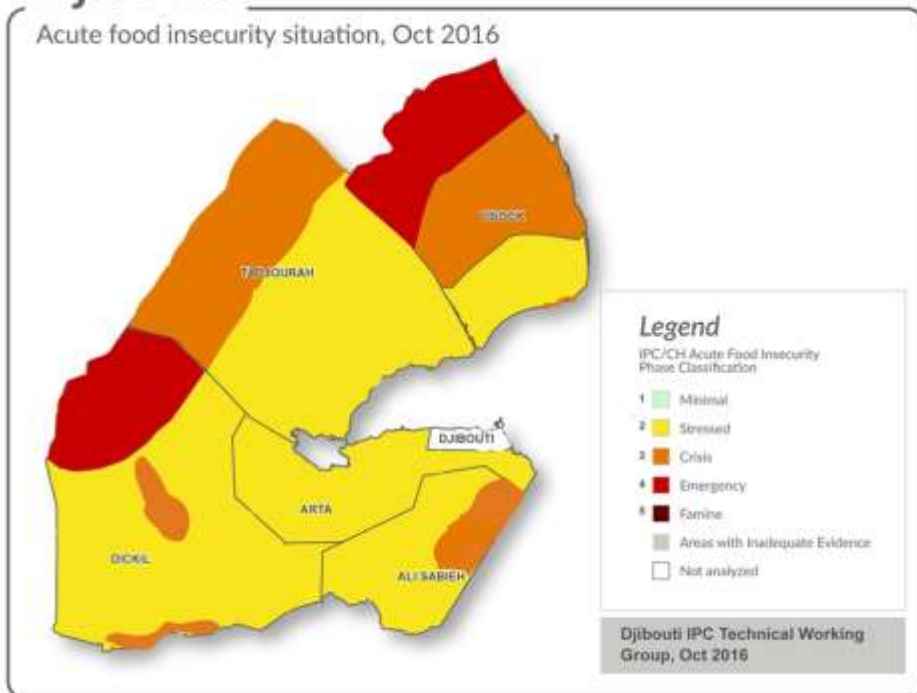 Acute food insecurity situation, Oct 2016
OBOCK
TADJOURAH
DJIBOUTI
ARTA
DICKIL
ALI SABIEH
Legend
IPC/CH Acute Food Insecurity
Phase Classification
1 Minimal
2 Stressed
3 Crisis
4 Emergency
5 Famine
Areas with Inadequate Evidence
Not analyzed
Djibouti IPC Technical Working
Group, Oct 2016